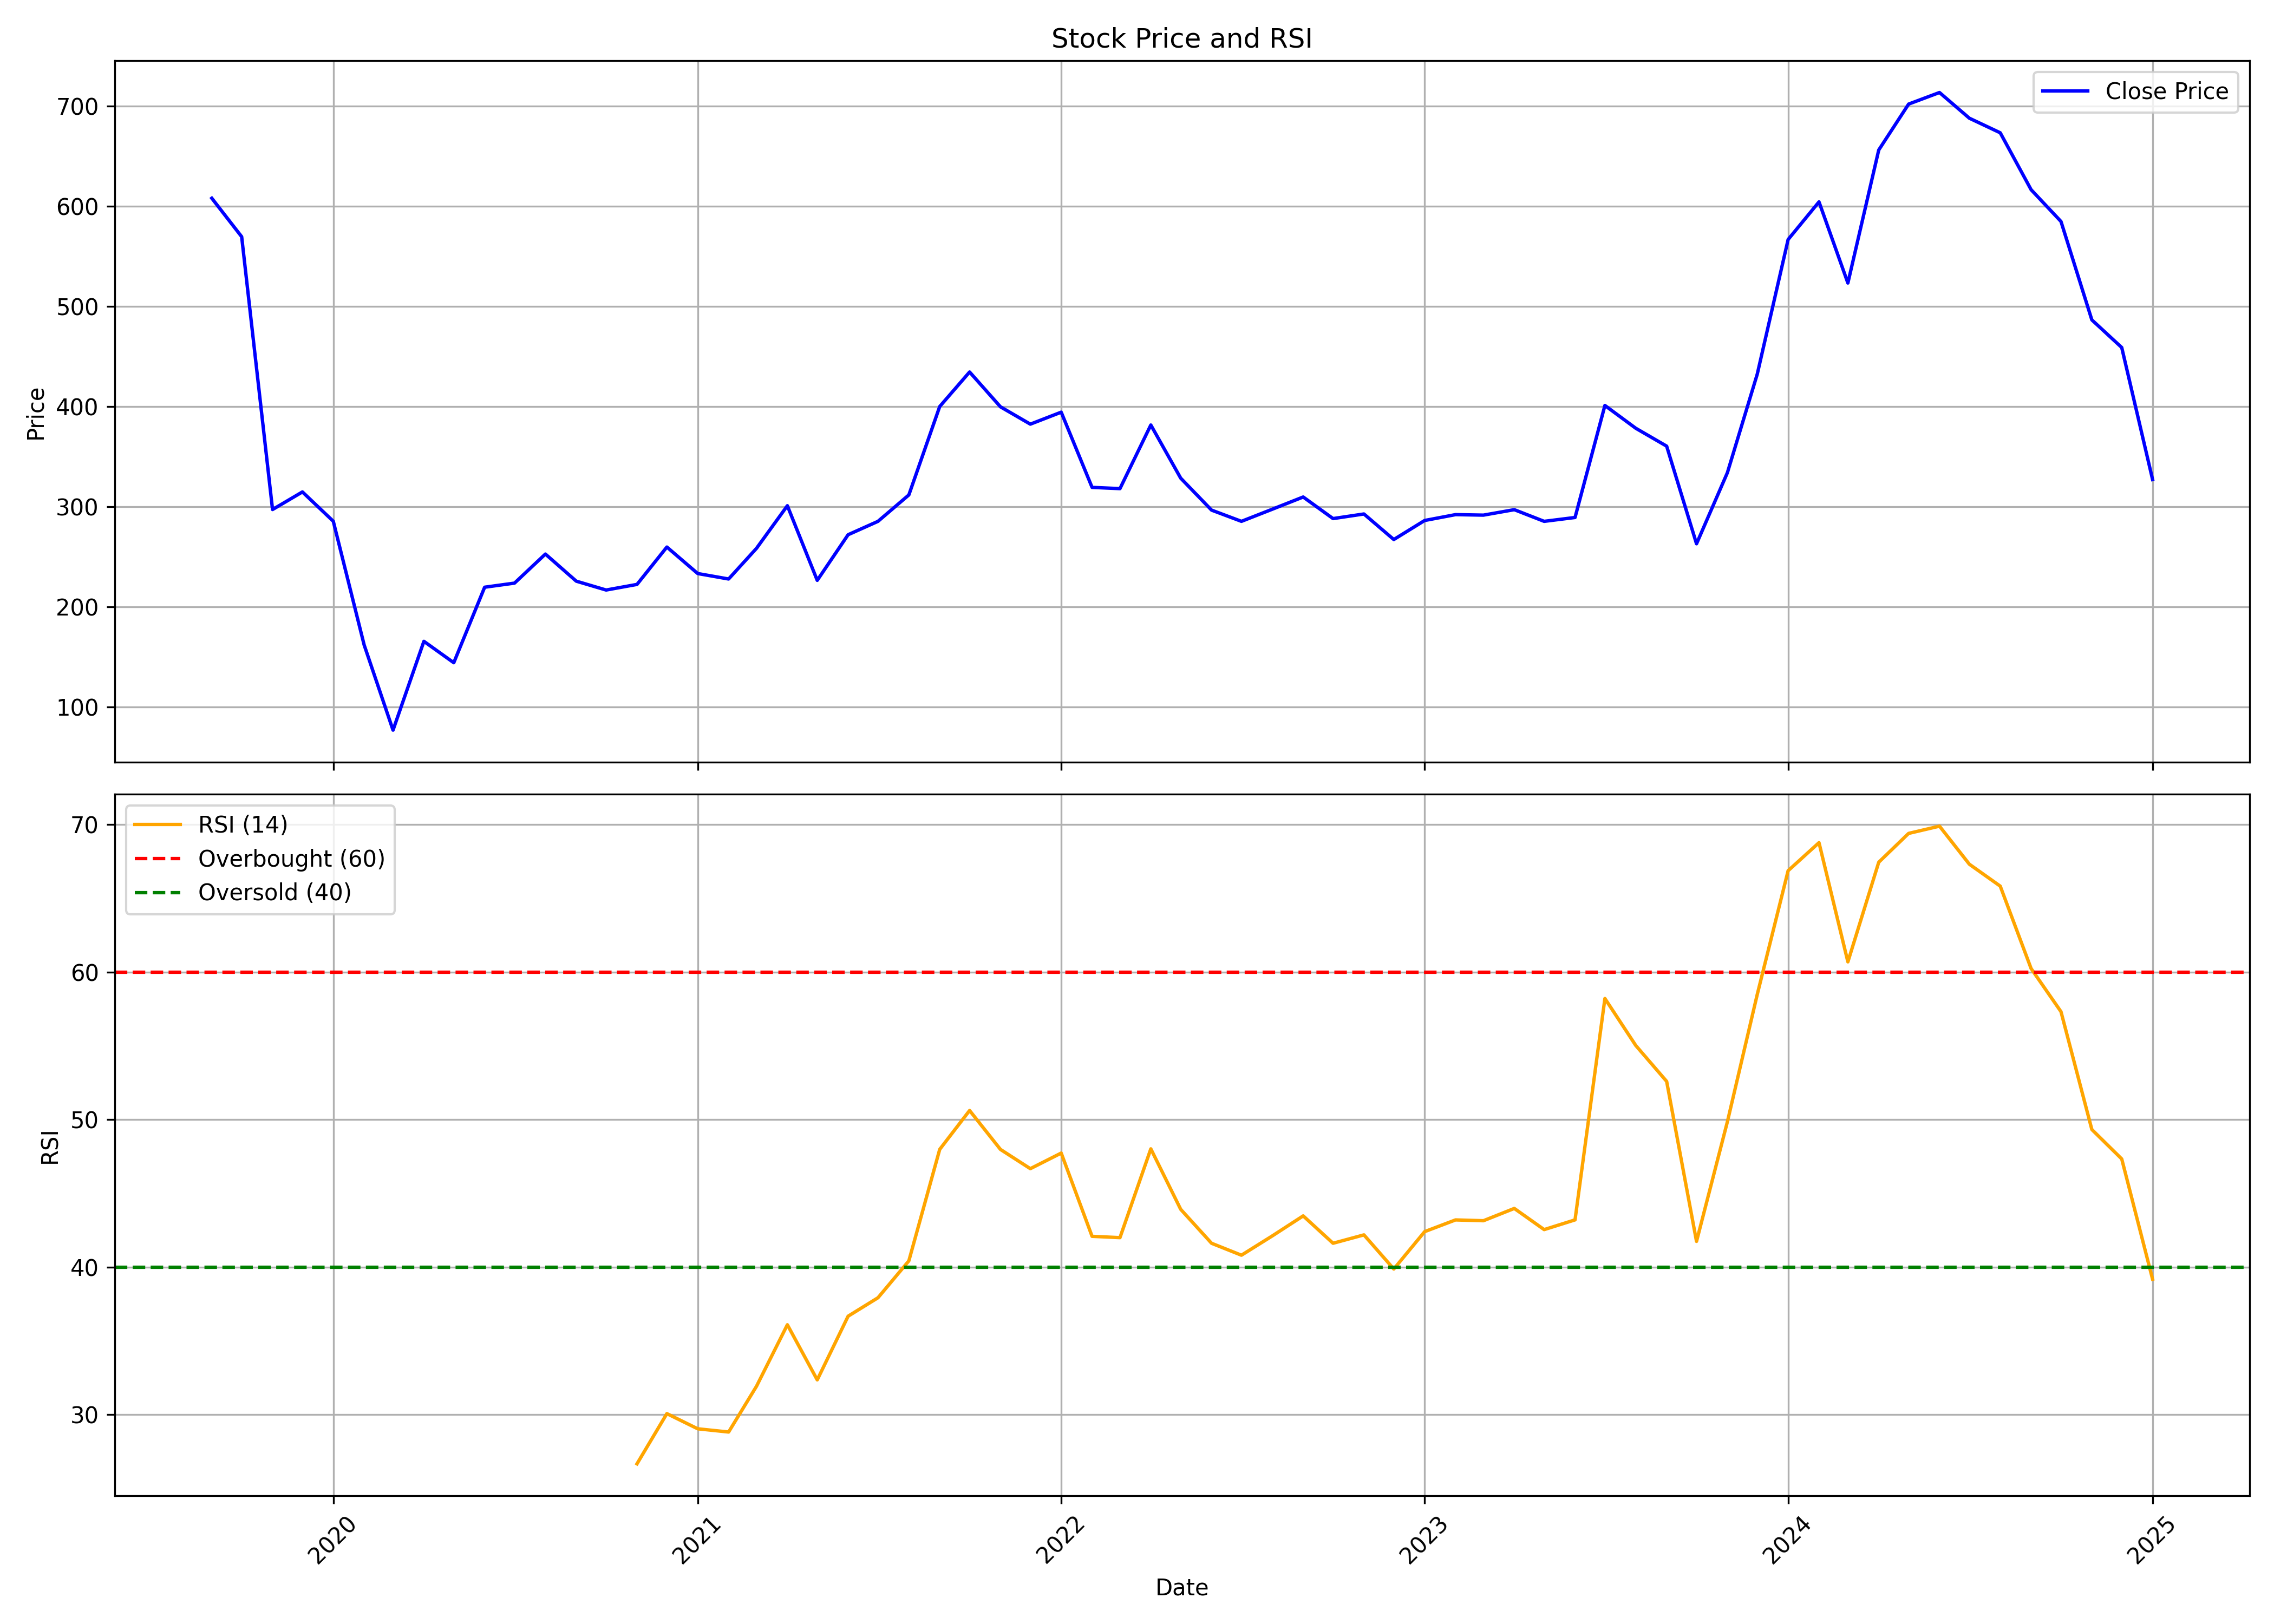 Stock Price and RSI
Close Price
Price
700
600
500
400
300
200
100
RSI (14)
Overbought (60)
Oversold (40)
RSI
70
60
50
40
30
2020
2021
2022
2023
2024
2025
Date